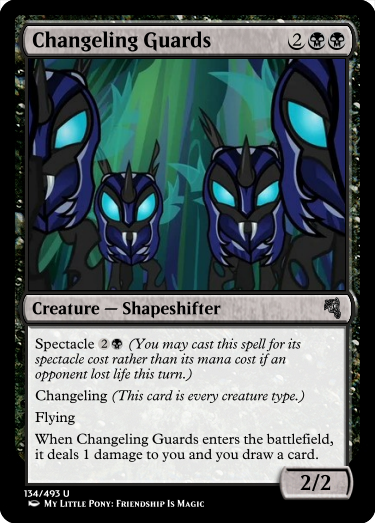 Changeling Guards 2
Creature — Shapeshifter
Spectacle 2 (You may cast this spell for its
spectacle cost rather than its mana cost if an
opponent lost life this turn.)
Changeling (This card is every creature type.)
Flying
When Changeling Guards enters the battlefield,
it deals 1 damage to you and you draw a card.
2/2
134/493 U
My Little Pony: Friendship Is Magic